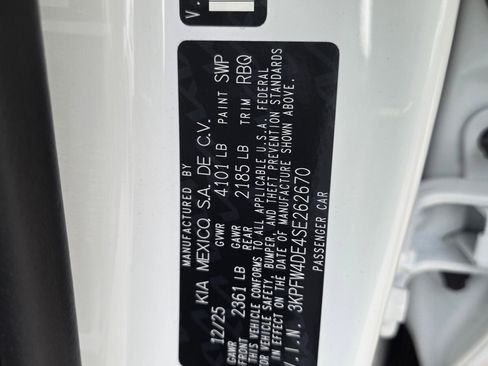 MANUFACTURED BY
KIA MEXICO, S.A. DE C.V.
12/25 GVWR 4101 LB PAINT SWP
GAWR FRONT 2361 LB GAWR REAR 2185 LB TRIM RBQ
THIS VEHICLE CONFORMS TO ALL APPLICABLE U.S.A. FEDERAL
MOTOR VEHICLE SAFETY, BUMPER, AND THEFT PREVENTION STANDARDS
IN EFFECT ON THE DATE OF MANUFACTURE SHOWN ABOVE.
V.I.N. 3KPFW4DE4SE262670
PASSENGER CAR